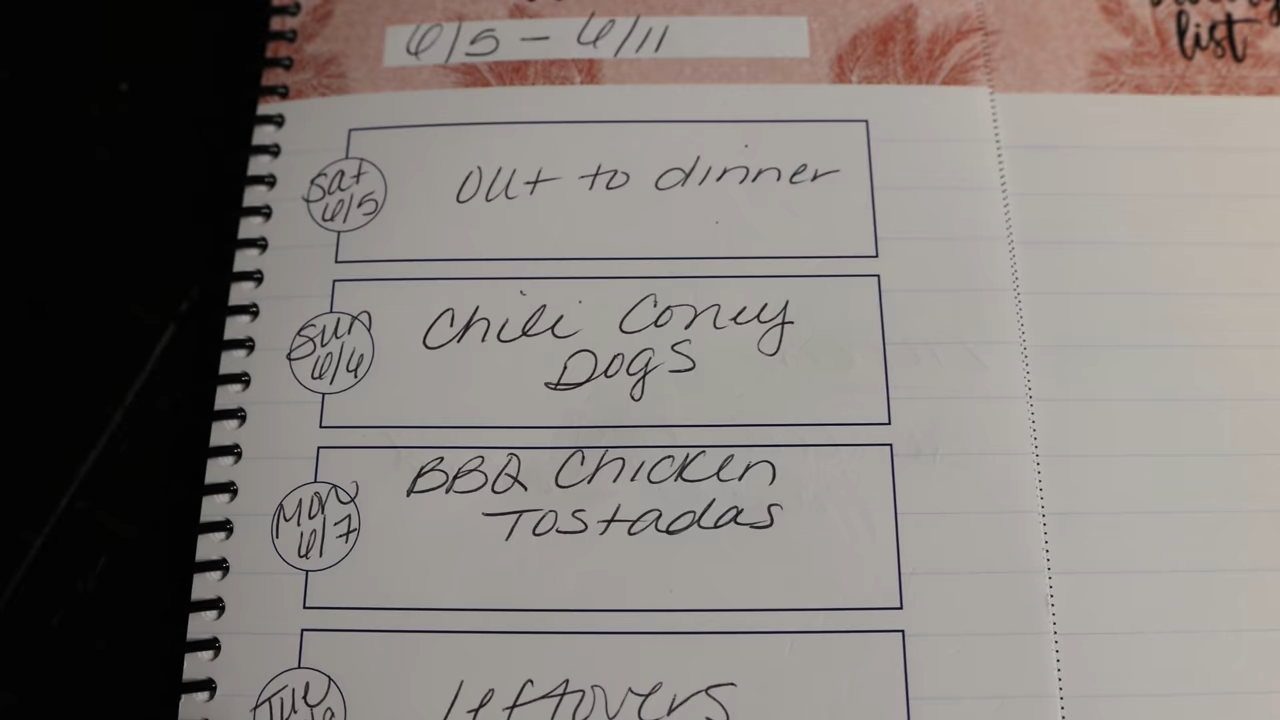 6/5 - 6/11
list
Sat
6/5
Out to dinner
Sun
6/6
Chili Coney
Dogs
Mon
6/7
BBQ Chicken
Tostadas
Tue
leftovers